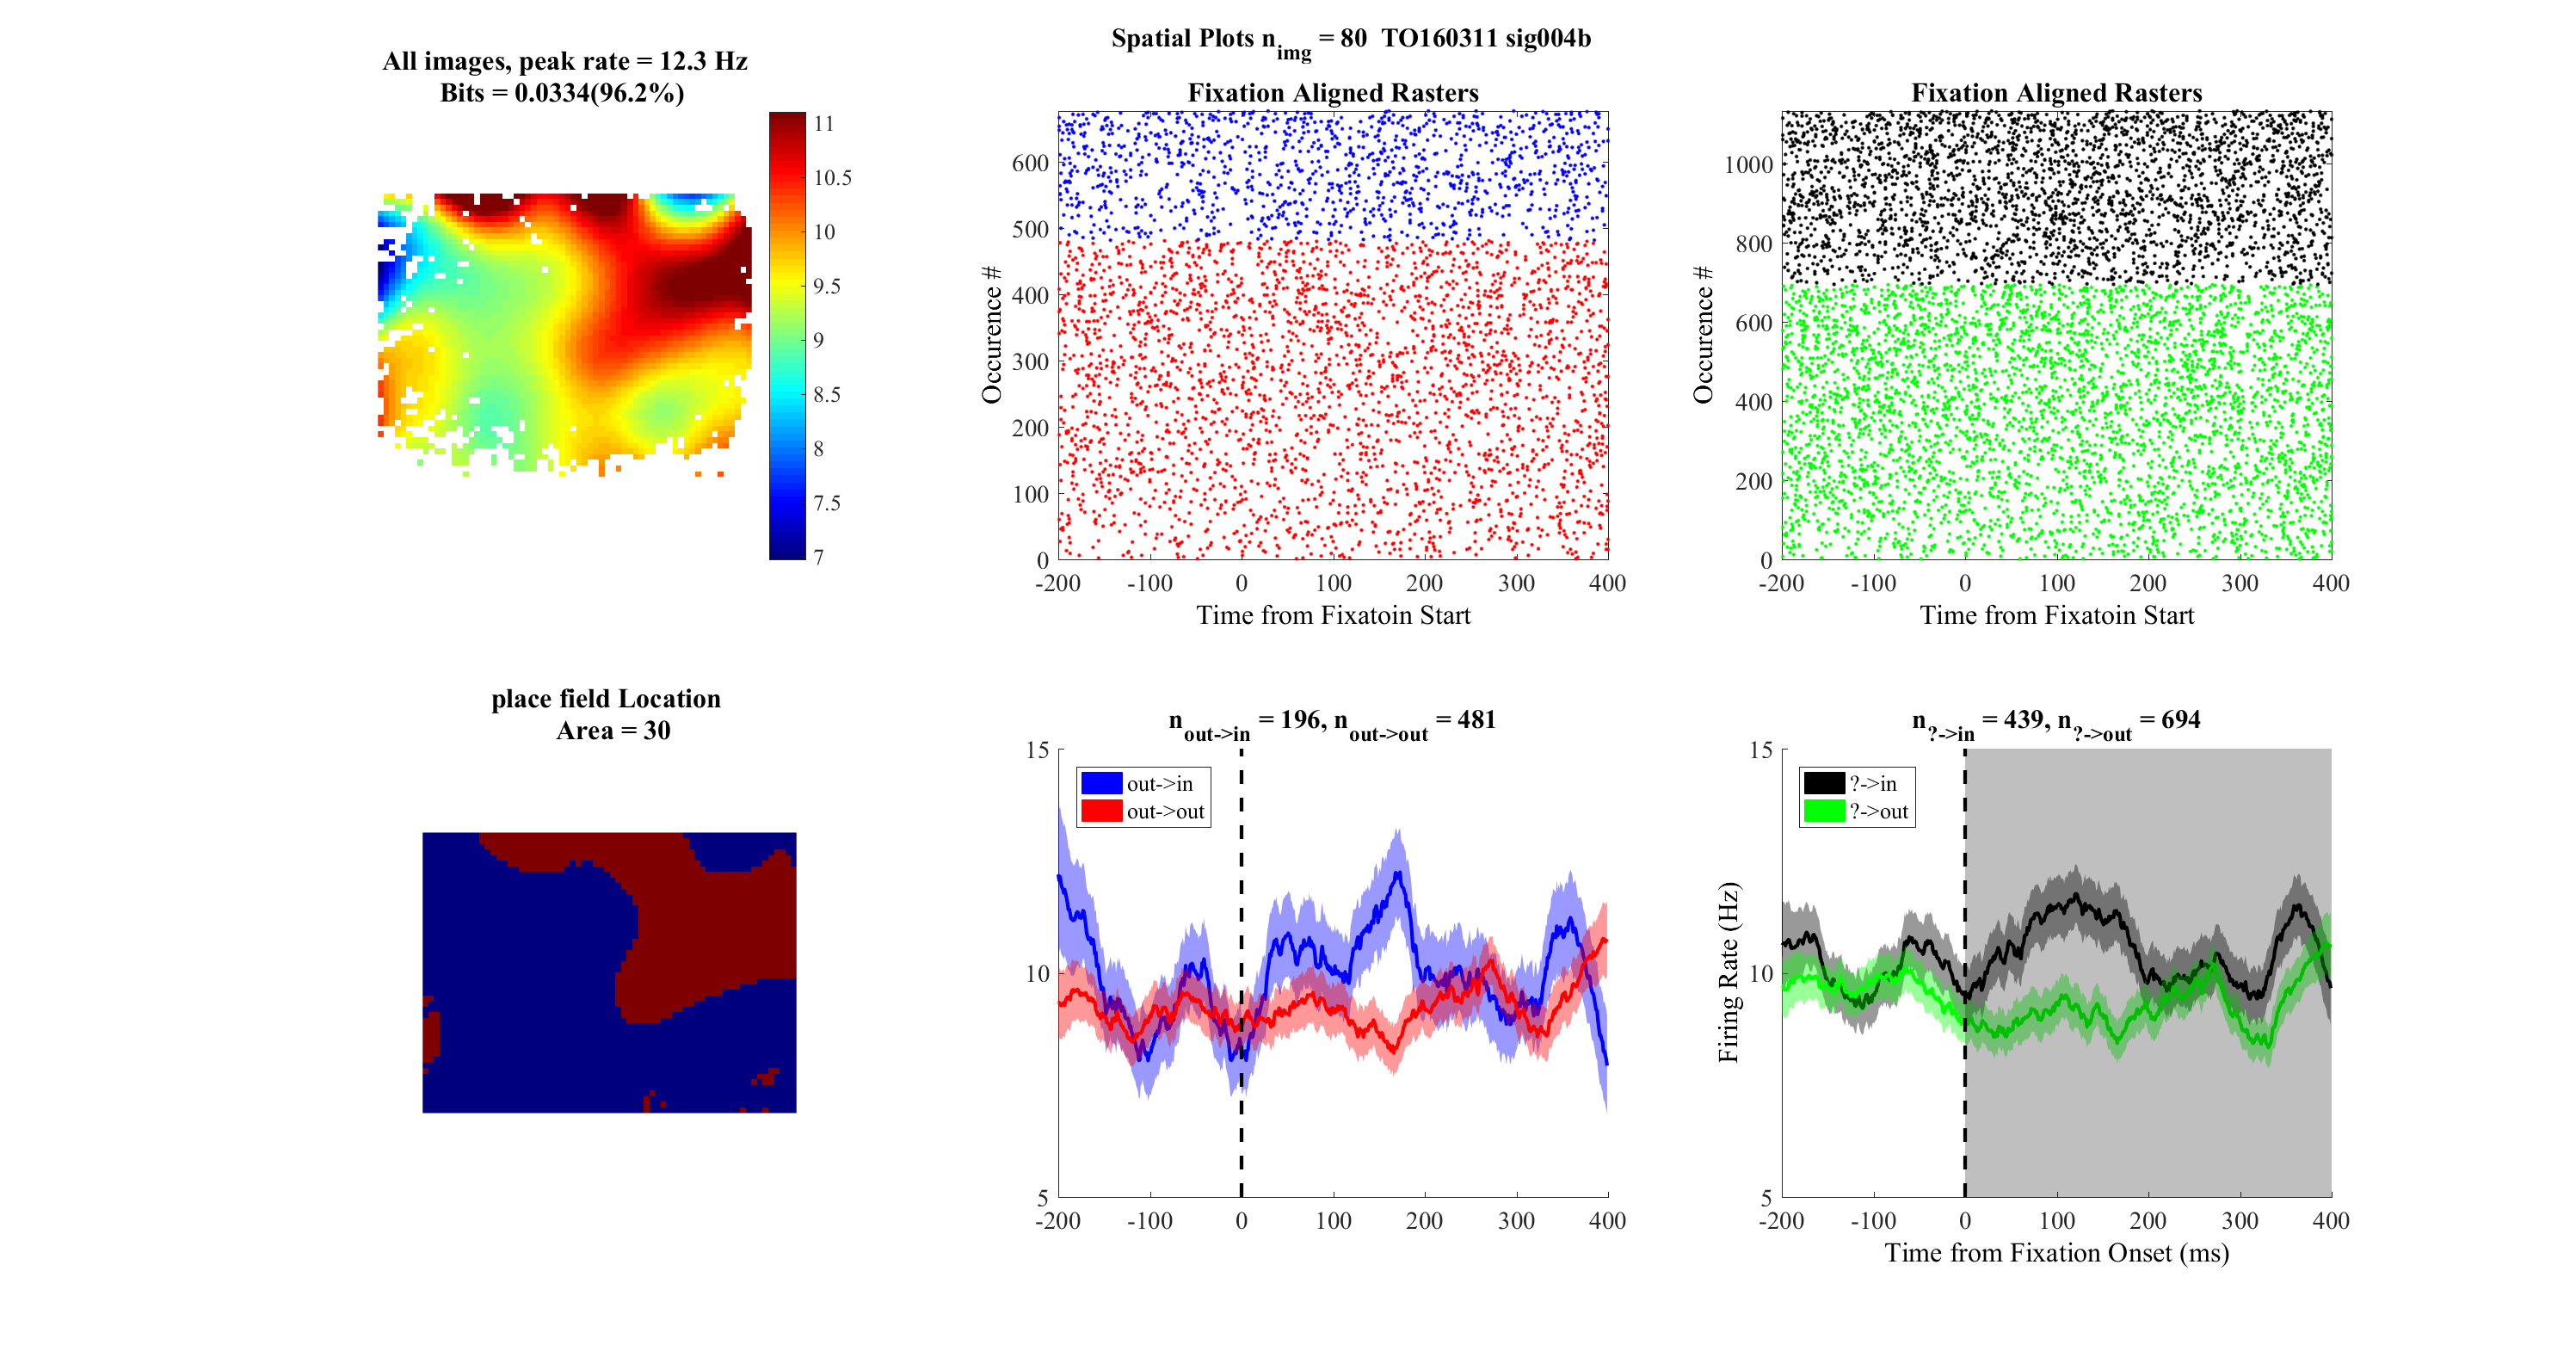 Spatial Plots n_img = 80 TO160311 sig004b
All images, peak rate = 12.3 Hz
Bits = 0.0334(96.2%)
11
10.5
10
9.5
9
8.5
8
7.5
7
Fixation Aligned Rasters
Occurence #
600
500
400
300
200
100
0
-200 -100 0 100 200 300 400
Time from Fixatoin Start
Fixation Aligned Rasters
Occurence #
1000
800
600
400
200
0
-200 -100 0 100 200 300 400
Time from Fixatoin Start
place field Location
Area = 30
n_out->in = 196, n_out->out = 481
15
10
5
out->in
out->out
-200 -100 0 100 200 300 400
n_?->in = 439, n_?->out = 694
Firing Rate (Hz)
15
10
5
?->in
?->out
-200 -100 0 100 200 300 400
Time from Fixation Onset (ms)